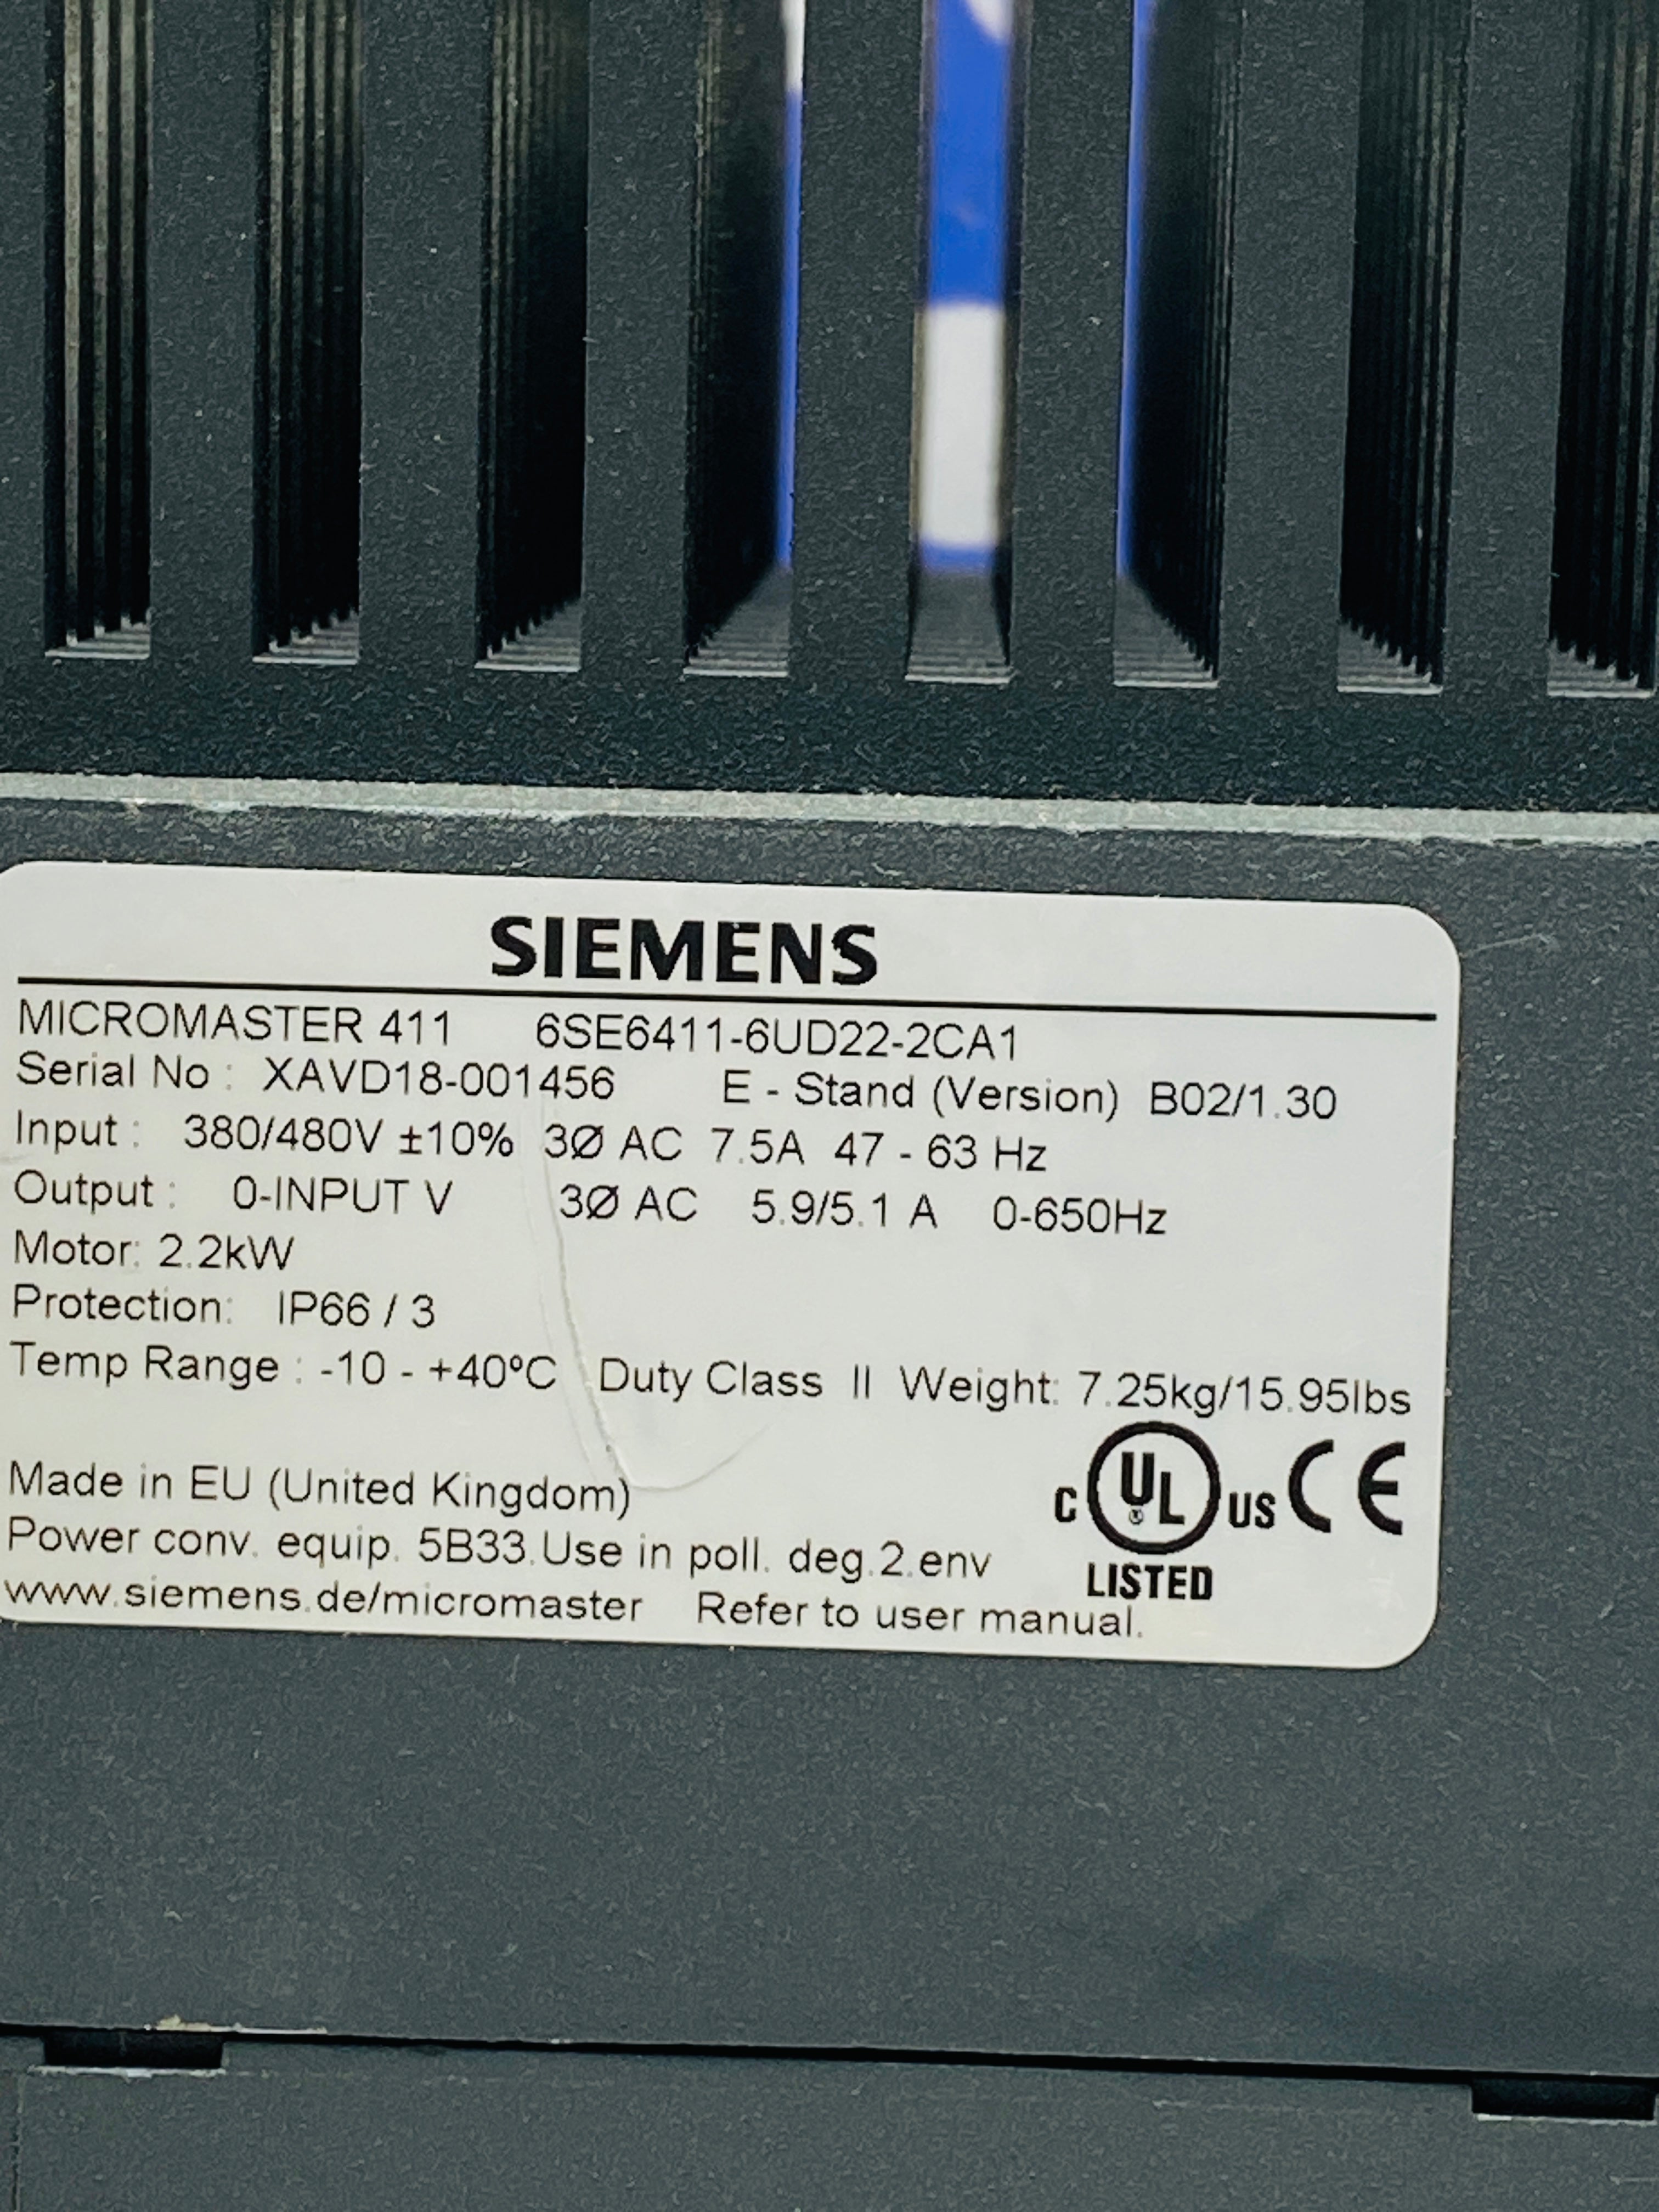 SIEMENS
MICROMASTER 411 6SE6411-6UD22-2CA1
Serial No : XAVD18-001456 E - Stand (Version) B02/1.30
Input : 380/480V ±10% 3Ø AC 7.5A 47 - 63 Hz
Output : 0-INPUT V 3Ø AC 5.9/5.1 A 0-650Hz
Motor: 2.2kW
Protection: IP66 / 3
Temp Range : -10 - +40ºC Duty Class II Weight: 7.25kg/15.95lbs
Made in EU (United Kingdom)
C UL ® US CE
Power conv. equip. 5B33.Use in poll. deg.2.env
LISTED
www.siemens.de/micromaster Refer to user manual.